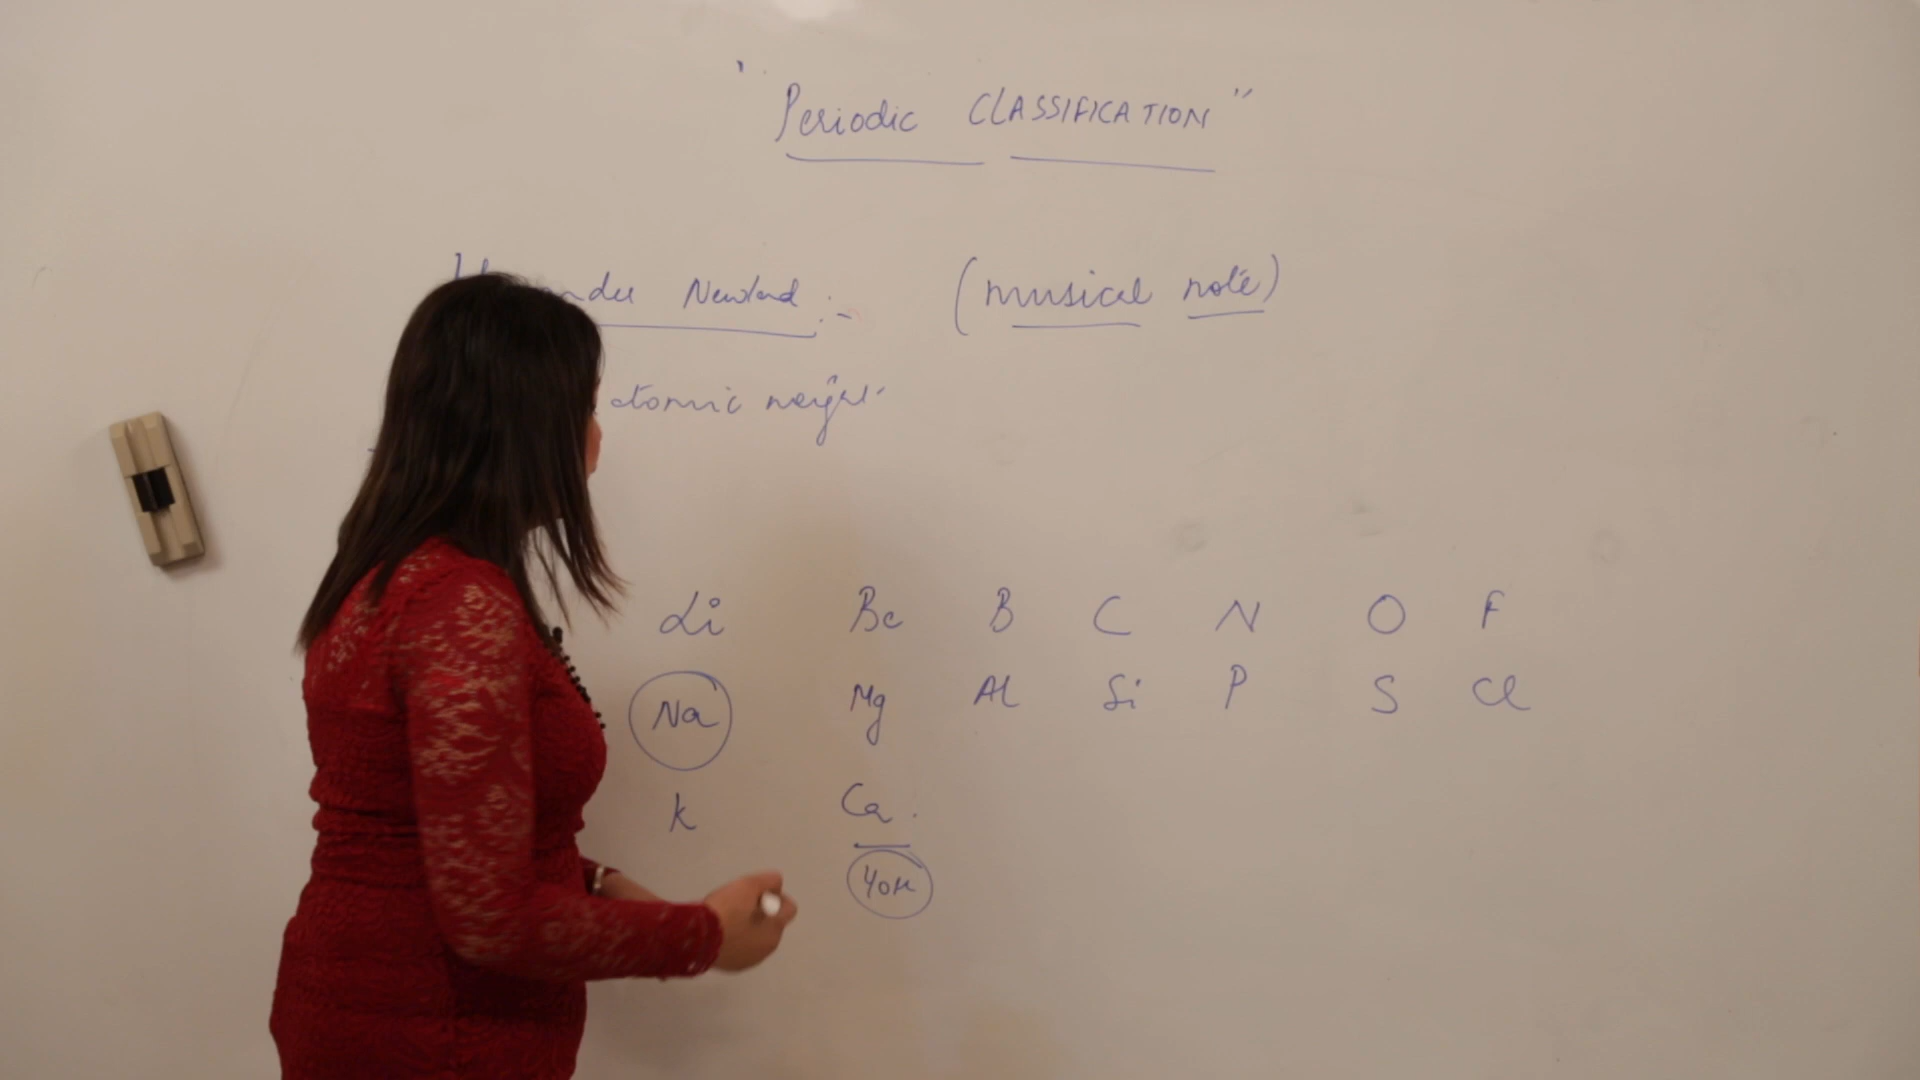 " Periodic CLASSIFICATION "
Newland :- (musical note)
atomic weight
Li Be B C N O F
Na Mg Al Si P S Cl
K Ca.
40u